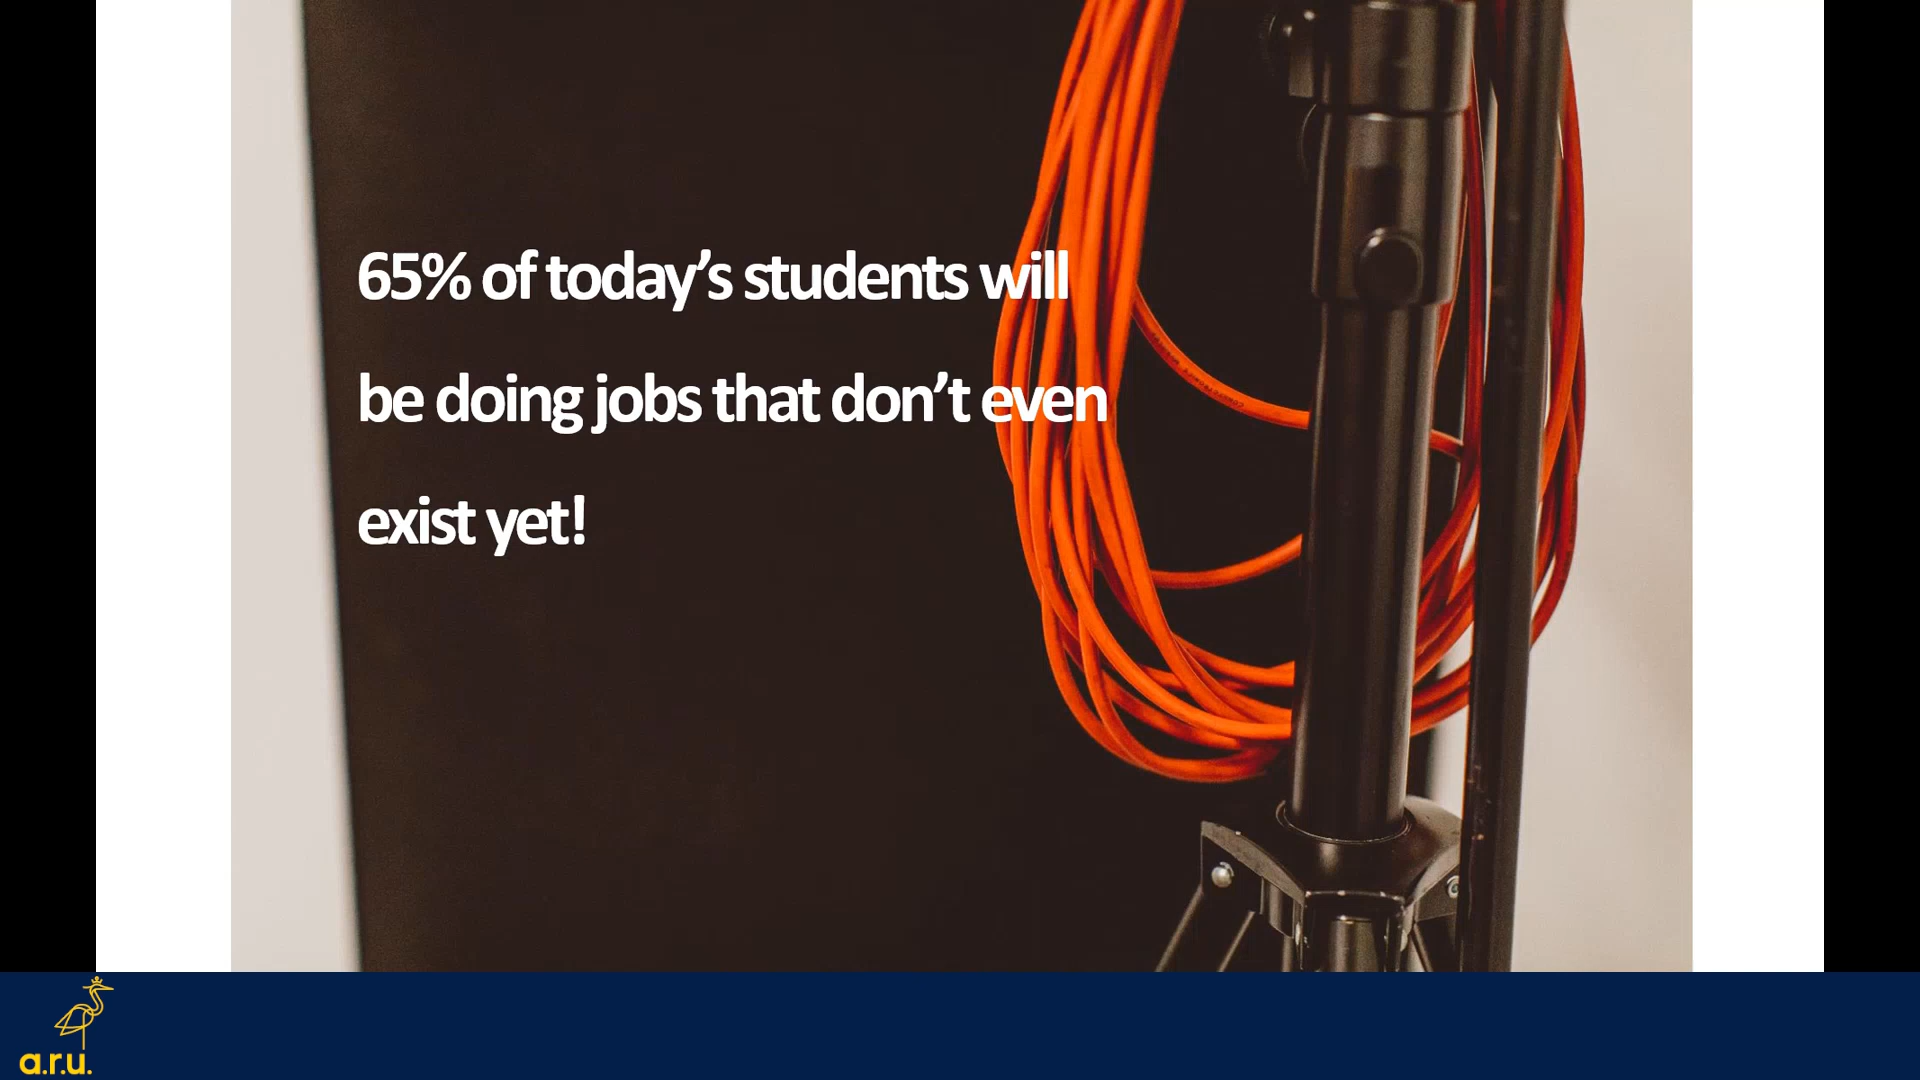 65% of today’s students will
be doing jobs that don’t even
exist yet!
a.r.u.